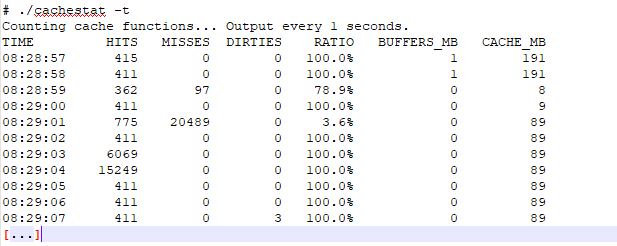 # ./cachestat -t
Counting cache functions... Output every 1 seconds.
TIME HITS MISSES DIRTIES RATIO BUFFERS_MB CACHE_MB
08:28:57 415 0 0 100.0% 1 191
08:28:58 411 0 0 100.0% 1 191
08:28:59 362 97 0 78.9% 0 8
08:29:00 411 0 0 100.0% 0 9
08:29:01 775 20489 0 3.6% 0 89
08:29:02 411 0 0 100.0% 0 89
08:29:03 6069 0 0 100.0% 0 89
08:29:04 15249 0 0 100.0% 0 89
08:29:05 411 0 0 100.0% 0 89
08:29:06 411 0 0 100.0% 0 89
08:29:07 411 0 3 100.0% 0 89
[...]